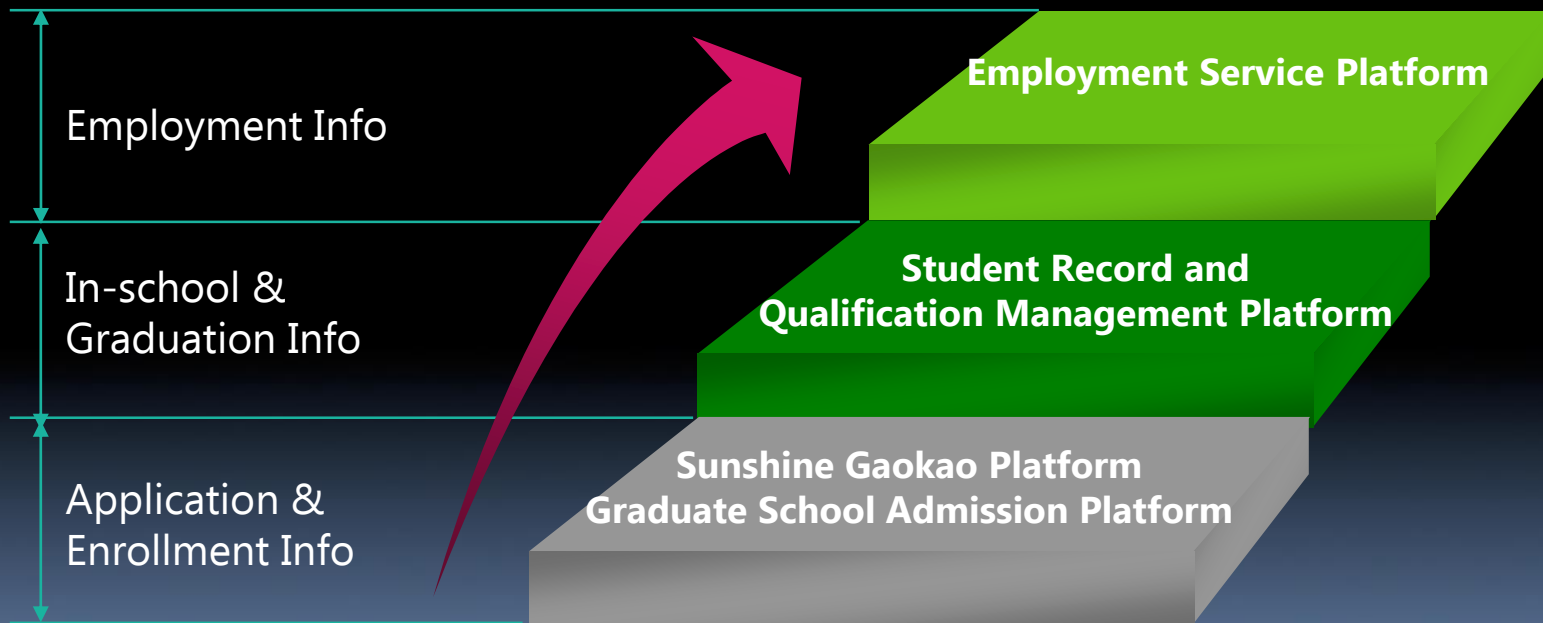 Employment Service Platform
Employment Info
Student Record and
Qualification Management Platform
In-school &
Graduation Info
Sunshine Gaokao Platform
Graduate School Admission Platform
Application &
Enrollment Info